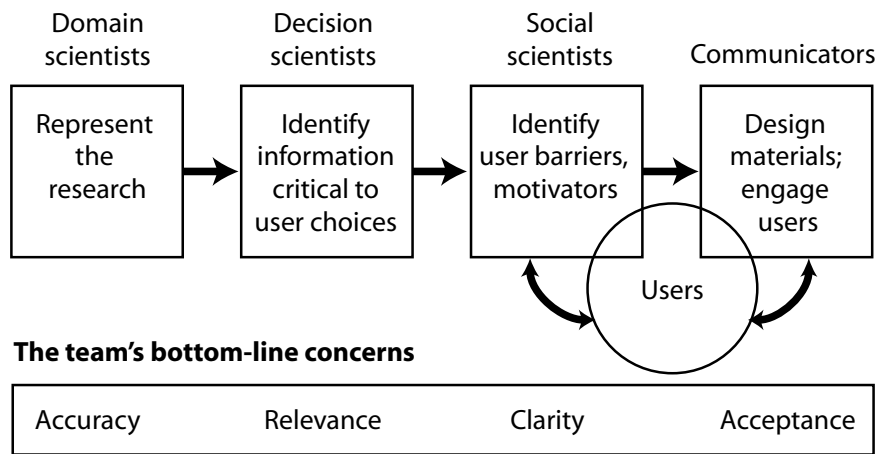 Domain
scientists
Decision
scientists
Social
scientists
Communicators
Represent
the
research
Identify
information
critical to
user choices
Identify
user barriers,
motivators
Design
materials;
engage
users
Users
The team's bottom-line concerns
Accuracy
Relevance
Clarity
Acceptance